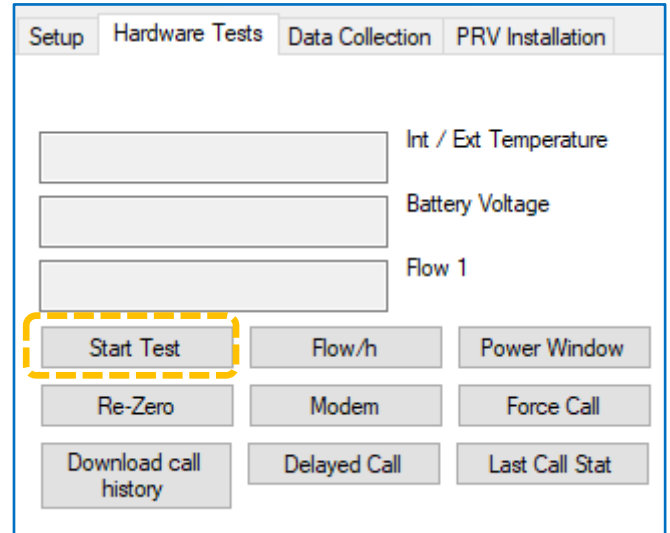 Setup Hardware Tests Data Collection PRV Installation
Int / Ext Temperature
Battery Voltage
Flow 1
Start Test Flow/h Power Window
Re-Zero Modem Force Call
Download call
history
Delayed Call Last Call Stat